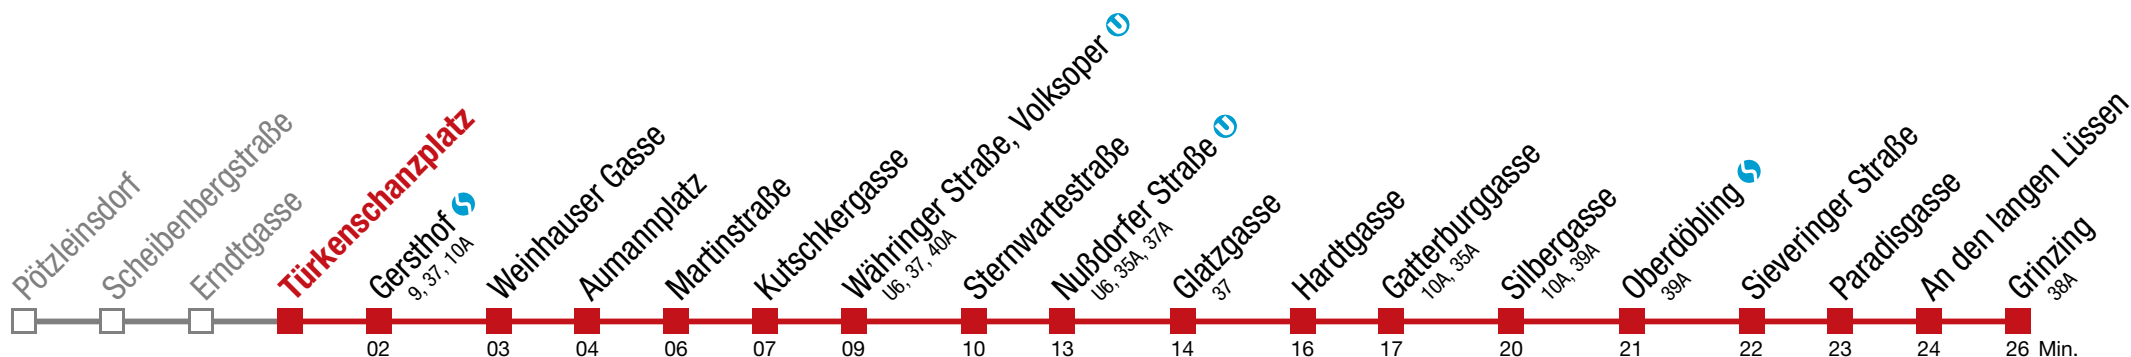 Pötzleinsdorf
Scheibenbergstraße
Erndtgasse
Türkenschanzplatz
Gersthof
9, 37, 10A
Weinhauser Gasse
Aumannplatz
Martinstraße
Kutschkergasse
Währinger Straße, Volksoper
U6, 37, 40A
Sternwartestraße
Nußdorfer Straße
U6, 35A, 37A
Glatzgasse
37
Hardtgasse
Gatterburggasse
10A, 35A
Silbergasse
10A, 39A
Oberdöbling
39A
Sieveringer Straße
Paradisgasse
An den langen Lüssen
Grinzing
38A
02 03 04 06 07 09 10 13 14 16 17 20 21 22 23 24 26 Min.